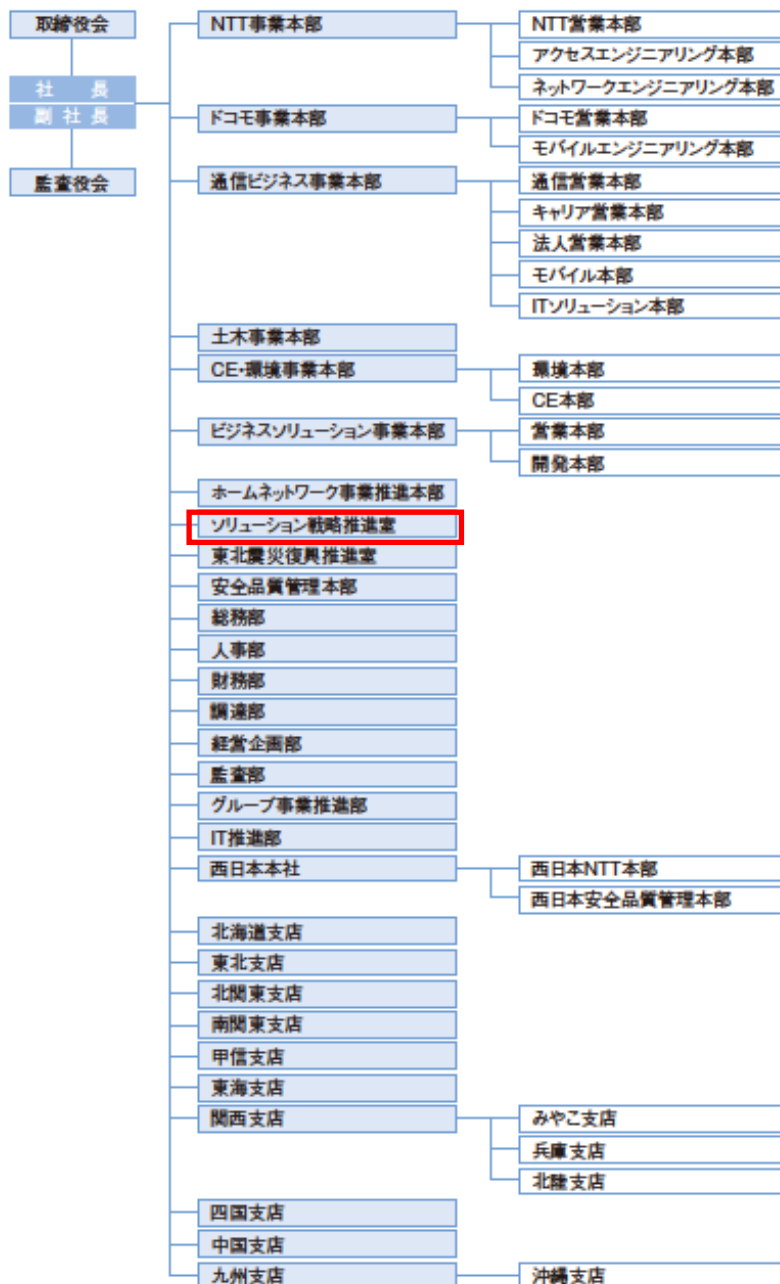 取締役会
社　長
副 社 長
監査役会
NTT事業本部
NTT営業本部
アクセスエンジニアリング本部
ネットワークエンジニアリング本部
ドコモ事業本部
ドコモ営業本部
モバイルエンジニアリング本部
通信ビジネス事業本部
通信営業本部
キャリア営業本部
法人営業本部
モバイル本部
ITソリューション本部
土木事業本部
CE・環境事業本部
環境本部
CE本部
ビジネスソリューション事業本部
営業本部
開発本部
ホームネットワーク事業推進本部
ソリューション戦略推進室
東北震災復興推進室
安全品質管理本部
総務部
人事部
財務部
調達部
経営企画部
監査部
グループ事業推進部
IT推進部
西日本本社
西日本NTT本部
西日本安全品質管理本部
北海道支店
東北支店
北関東支店
南関東支店
甲信支店
東海支店
関西支店
みやこ支店
兵庫支店
北陸支店
四国支店
中国支店
九州支店
沖縄支店